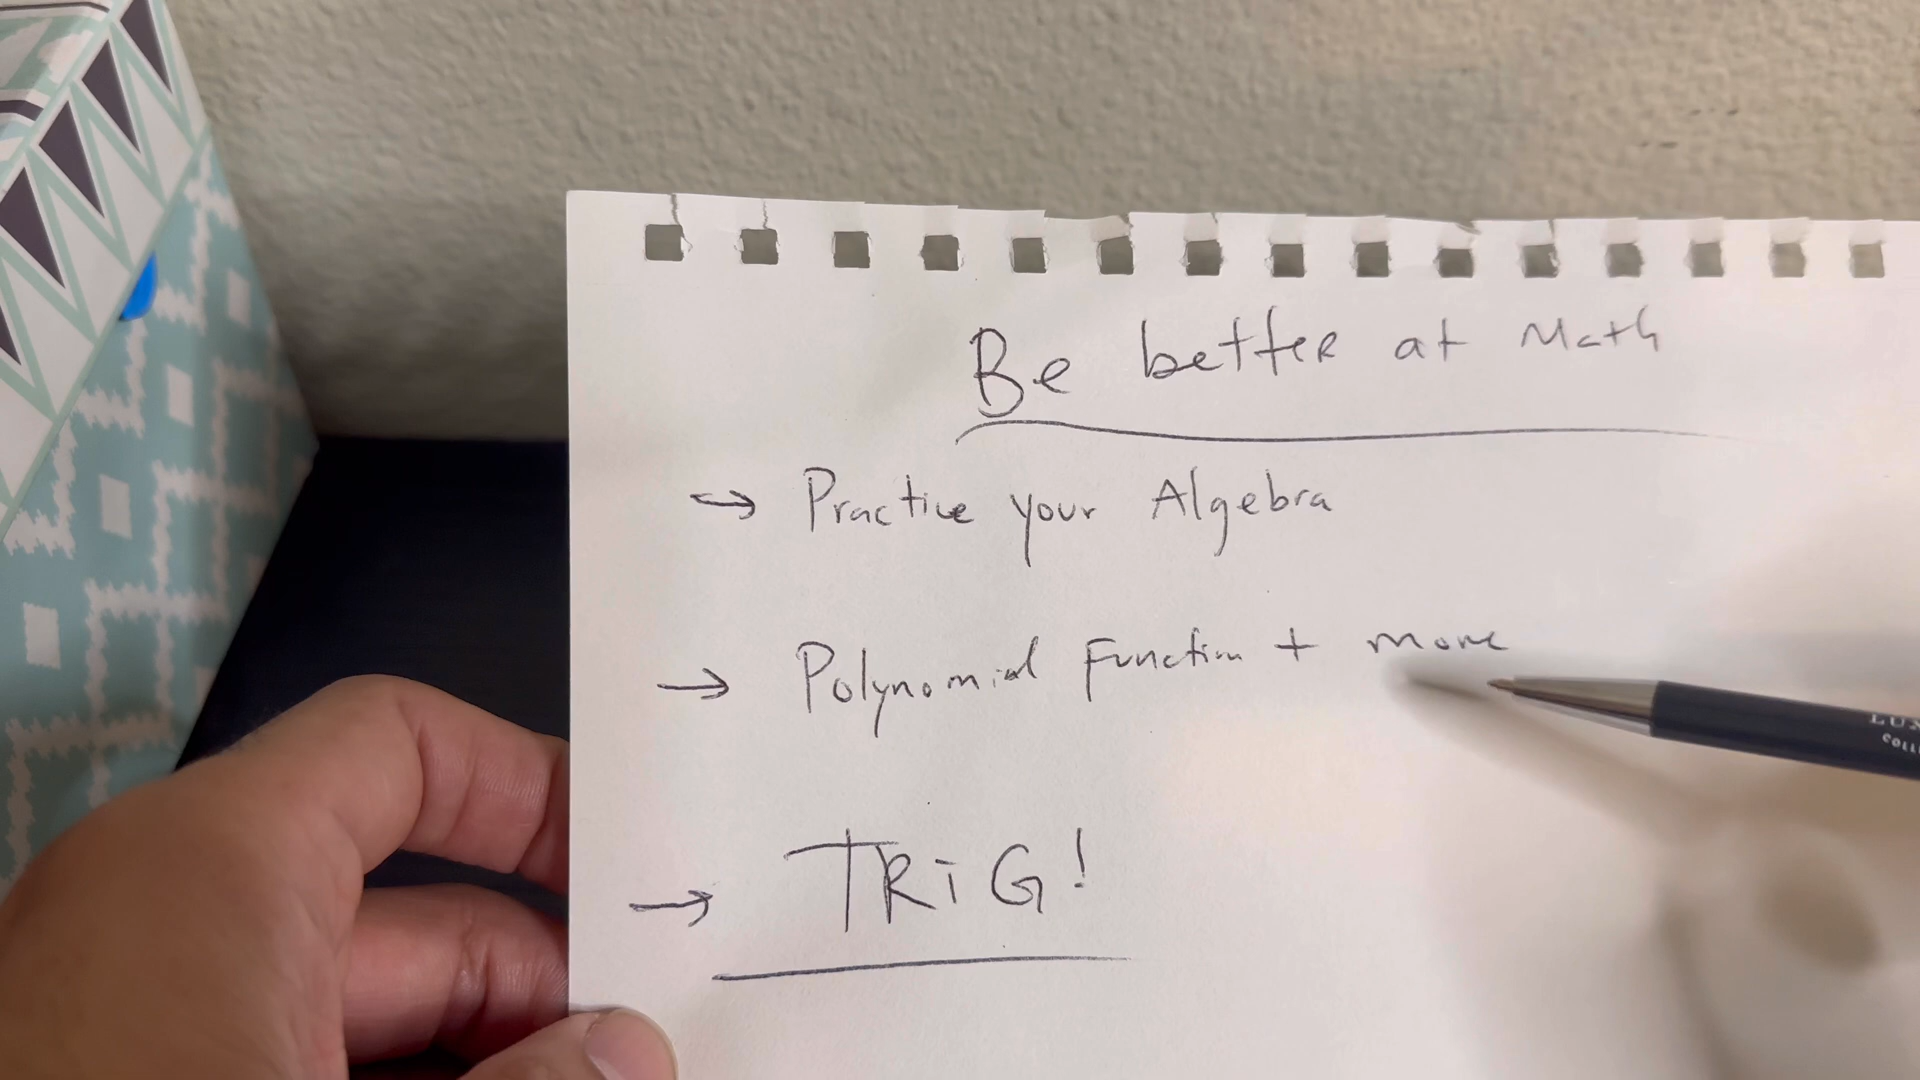 Be better at Math
→ Practice your Algebra
→ Polynomial Function + more
→ TRiG!